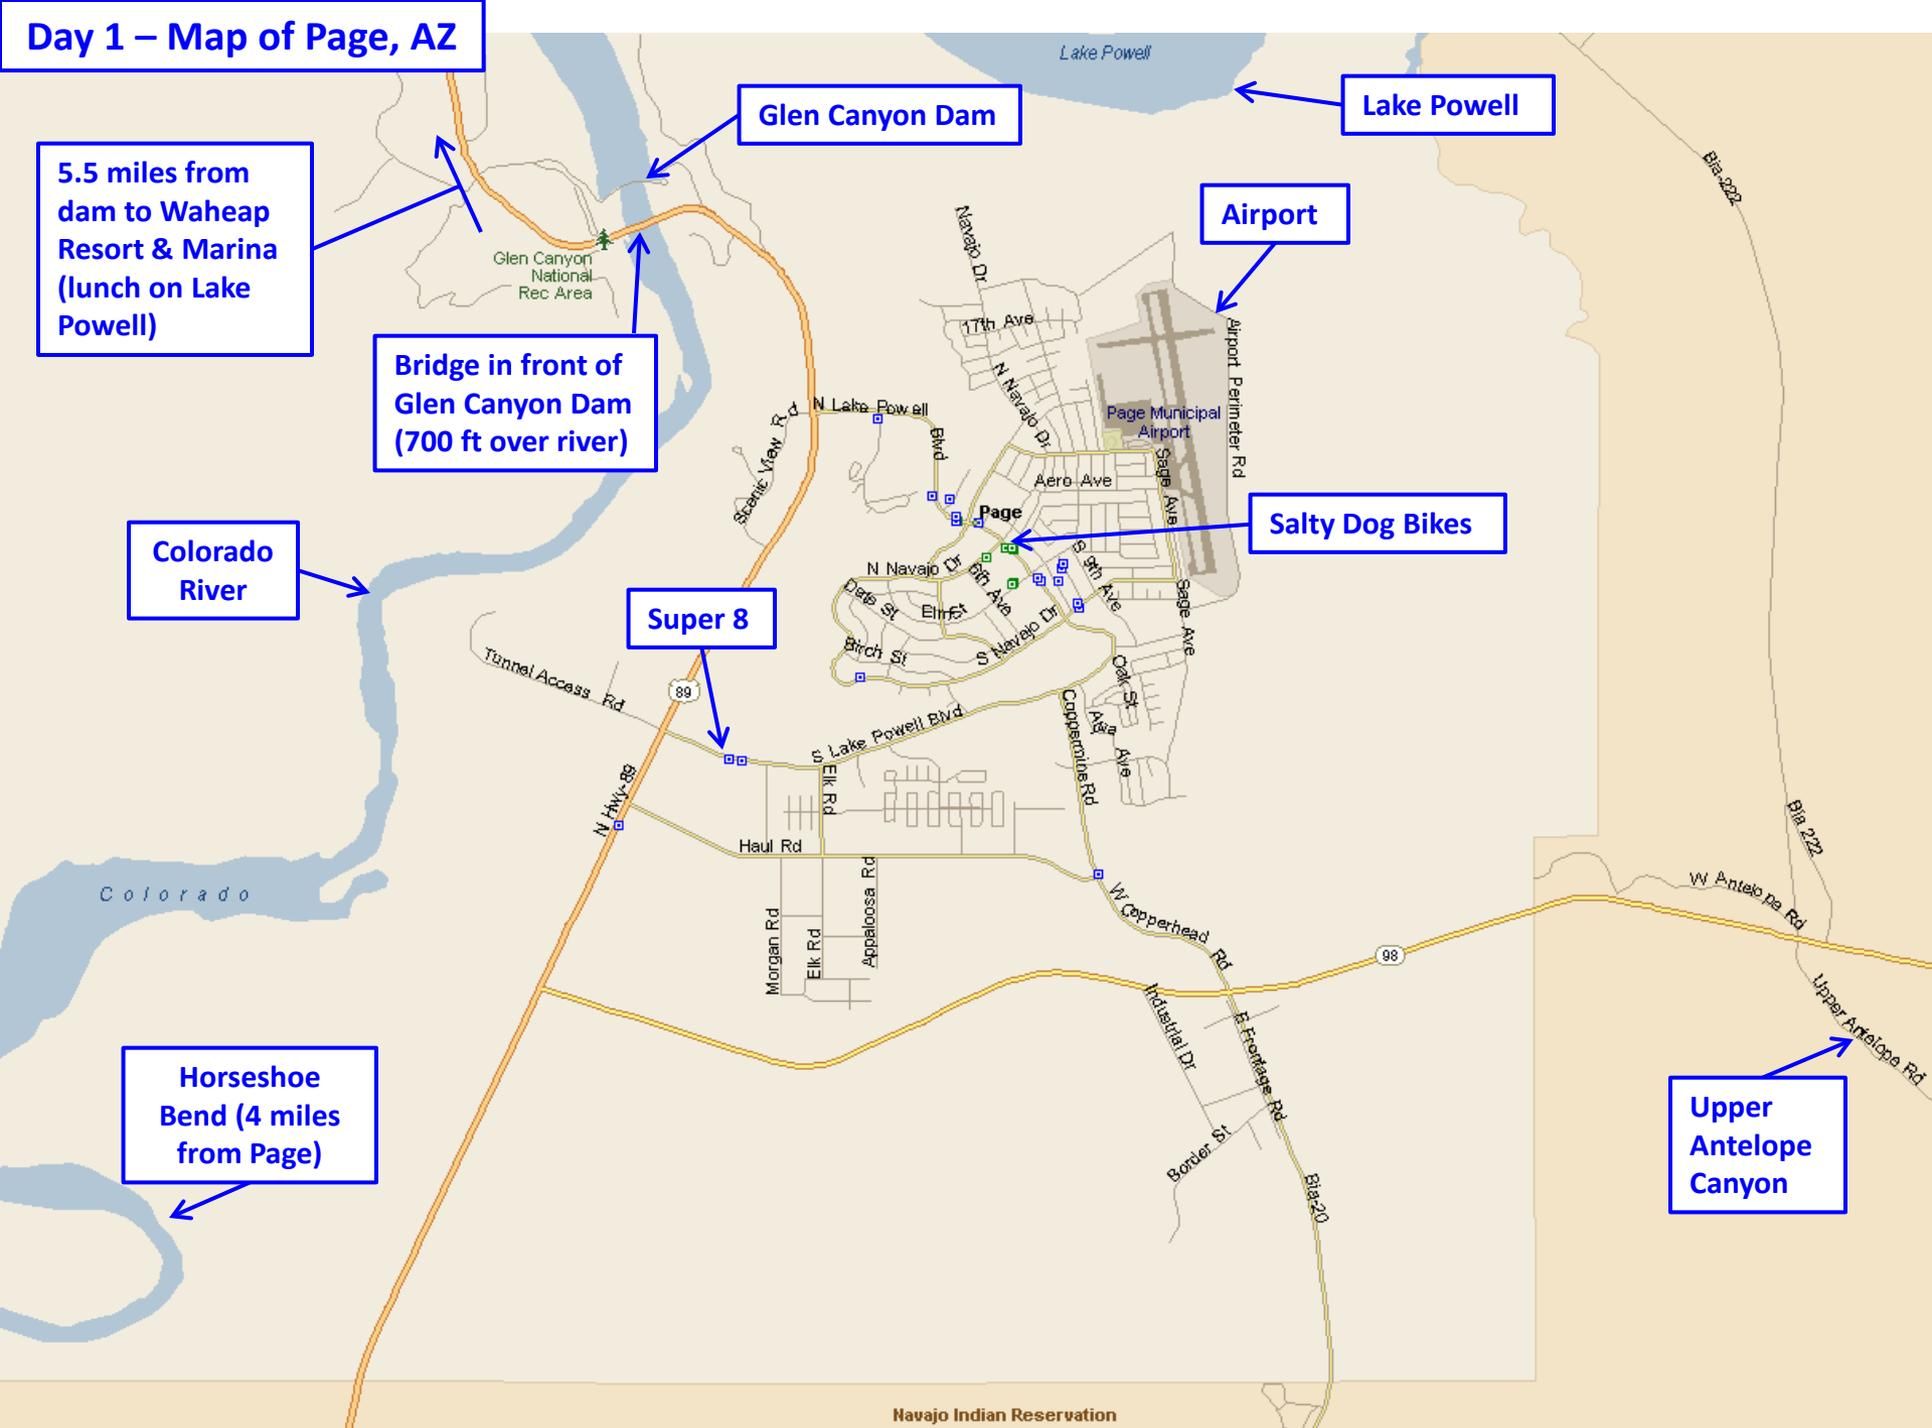 Day 1 – Map of Page, AZ
Lake Powell
Glen Canyon Dam
Lake Powell
5.5 miles from
dam to Waheap
Resort & Marina
(lunch on Lake
Powell)
Airport
Bia-222
Navajo Dr
Glen Canyon
National
Rec Area
17th Ave
Airport Perimeter Rd
Bridge in front of
Glen Canyon Dam
(700 ft over river)
N Navajo Dr
N Lake Powell
Blvd
Page Municipal
Airport
Scenic View Rd
Aero Ave
Sage Ave
Page
Salty Dog Bikes
Colorado
River
N Navajo Dr
6th Ave
S 9th Ave
Date St
Elm St
Sage Ave
Super 8
Birch St
S Navajo Dr
Tunnel Access Rd
89
Oak St
S Lake Powell Blvd
Coppermine Rd
Ave
N Hwy-89
Elk Rd
Bia 222
Haul Rd
Colorado
Appaloosa Rd
W Antelope Rd
W Copperhead Rd
Morgan Rd
Elk Rd
98
Industrial Dr
E Frontage Rd
Upper Antelope Rd
Horseshoe
Bend (4 miles
from Page)
Upper
Antelope
Canyon
Border St
Bia-20
Navajo Indian Reservation